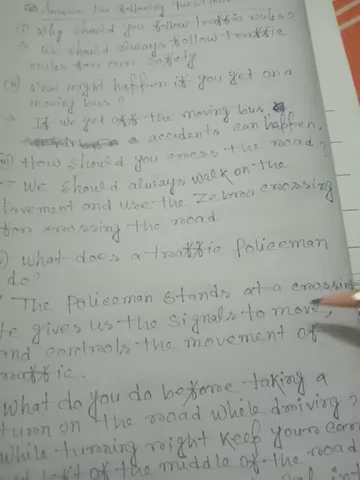 Answer the following questions
(i) Why should you follow traffic rules?
→ We should always follow traffic
rules for our safety
(ii) What might happen if you get on a
moving bus?
→ If we get off the moving bus
accidents can happen.
How should you cross the road?
→ We should always walk on the
Pavement and use the Zebra crossing
for crossing the road
What does a traffic Policeman
do?
The Policeman stands at a crossing
He gives us the signals to move,
and controls the movement of
traffic.
What do you do before taking a
turn on the road while driving?
While turning right keep your car
left of the middle of the road